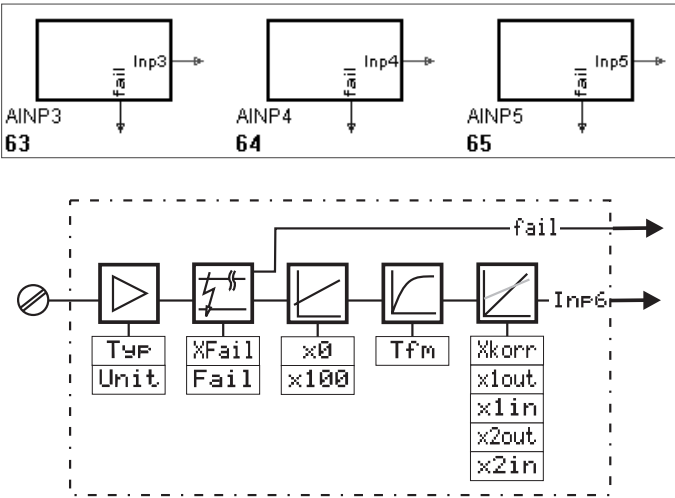 Inp3
fail
AINP3
63
Inp4
fail
AINP4
64
Inp5
fail
AINP5
65
fail
Inp6
Typ
Unit
XFail
Fail
x0
x100
Tfm
Xkorr
x1out
x1in
x2out
x2in